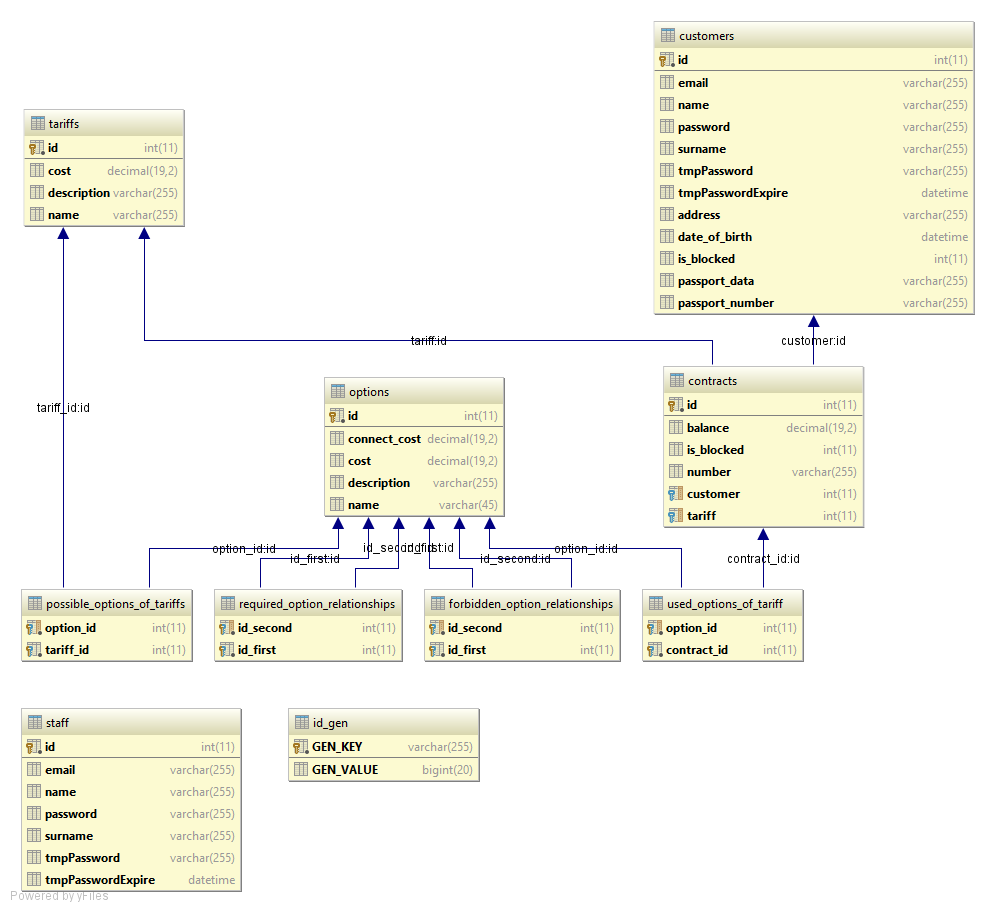 customers
id int(11)
email varchar(255)
name varchar(255)
password varchar(255)
surname varchar(255)
tmpPassword varchar(255)
tmpPasswordExpire datetime
address varchar(255)
date_of_birth datetime
is_blocked int(11)
passport_data varchar(255)
passport_number varchar(255)
tariffs
id int(11)
cost decimal(19,2)
description varchar(255)
name varchar(255)
tariff:id
customer:id
tariff_id:id
options
id int(11)
connect_cost decimal(19,2)
cost decimal(19,2)
description varchar(255)
name varchar(45)
contracts
id int(11)
balance decimal(19,2)
is_blocked int(11)
number varchar(255)
customer int(11)
tariff int(11)
option_id:id
id_first:id
id_second:id
id_first:id
id_second:id
option_id:id
contract_id:id
possible_options_of_tariffs
option_id int(11)
tariff_id int(11)
required_option_relationships
id_second int(11)
id_first int(11)
forbidden_option_relationships
id_second int(11)
id_first int(11)
used_options_of_tariff
option_id int(11)
contract_id int(11)
staff
id int(11)
email varchar(255)
name varchar(255)
password varchar(255)
surname varchar(255)
tmpPassword varchar(255)
tmpPasswordExpire datetime
id_gen
GEN_KEY varchar(255)
GEN_VALUE bigint(20)
Powered by yFiles